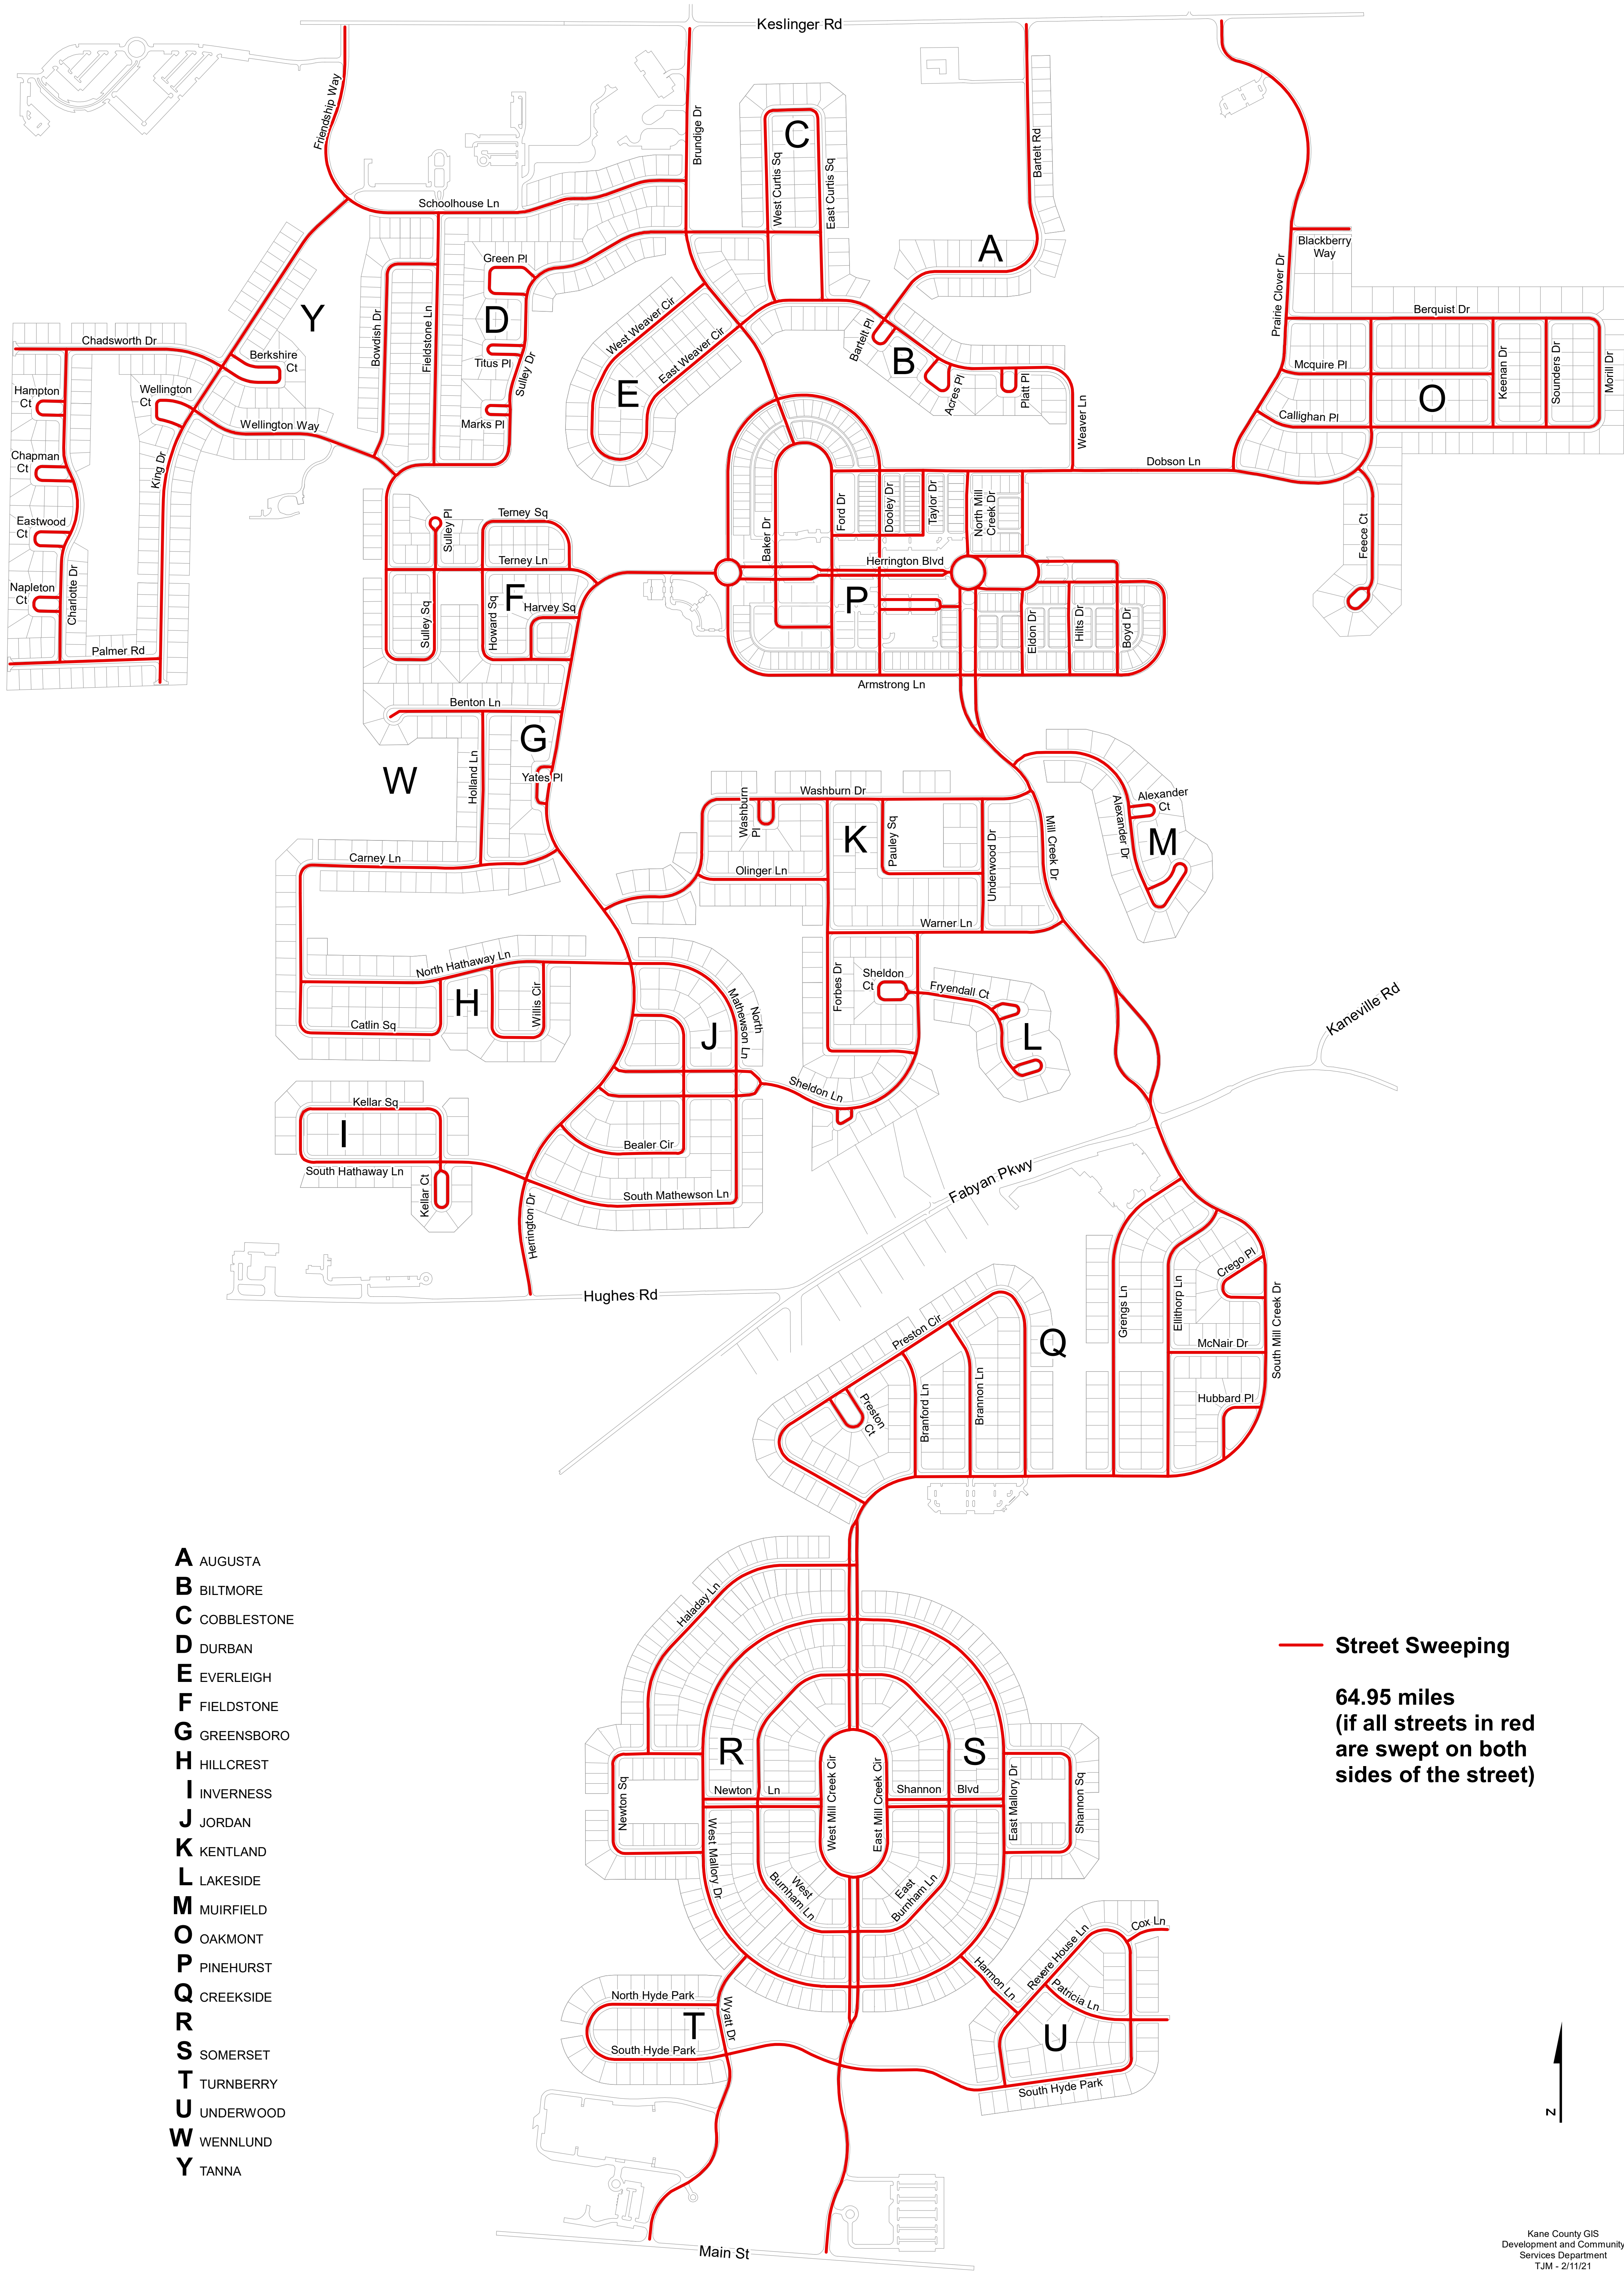 Keslinger Rd
Friendship Way
Brundige Dr
C
West Curtis Sq
East Curtis Sq
Bartelt Rd
Schoolhouse Ln
A
Blackberry
Way
Prairie Clover Dr
Green Pl
Y
D
Bowdish Dr
Fieldstone Ln
Titus Pl
Sulley Dr
Marks Pl
West Weaver Cir
East Weaver Cir
E
Bartelt Pl
B
Acres Pl
Platt Pl
Weaver Ln
Berquist Dr
Mcquire Pl
Keenan Dr
Sounders Dr
Morill Dr
O
Callighan Pl
Chadsworth Dr
Berkshire
Ct
Hampton
Ct
Wellington
Ct
Wellington Way
Chapman
Ct
King Dr
Eastwood
Ct
Napleton
Ct
Charlotte Dr
Palmer Rd
Dobson Ln
Feece Ct
Sulley Pl
Terney Sq
Terney Ln
F
Harvey Sq
Sulley Sq
Howard Sq
Baker Dr
Ford Dr
Dooley Dr
Taylor Dr
North Mill
Creek Dr
Herrington Blvd
P
Eldon Dr
Hilts Dr
Boyd Dr
Armstrong Ln
Benton Ln
G
W
Holland Ln
Yates Pl
Carney Ln
Washburn Dr
Washburn
Pl
K
Pauley Sq
Underwood Dr
Mill Creek Dr
Olinger Ln
Warner Ln
Alexander
Ct
Alexander Dr
M
North Hathaway Ln
H
Willis Cir
Catlin Sq
J
North
Mathewson Ln
Forbes Dr
Sheldon
Ct
Fryendall Ct
L
Kaneville Rd
Sheldon Ln
Kellar Sq
I
South Hathaway Ln
Kellar Ct
Bealer Cir
South Mathewson Ln
Herrington Dr
Fabyan Pkwy
Hughes Rd
Grengs Ln
Ellithorp Ln
Crego Pl
McNair Dr
South Mill Creek Dr
Hubbard Pl
Preston Cir
Q
Preston
Ct
Branford Ln
Brannon Ln
A AUGUSTA
B BILTMORE
C COBBLESTONE
D DURBAN
E EVERLEIGH
F FIELDSTONE
G GREENSBORO
H HILLCREST
I INVERNESS
J JORDAN
K KENTLAND
L LAKESIDE
M MUIRFIELD
O OAKMONT
P PINEHURST
Q CREEKSIDE
R
S SOMERSET
T TURNBERRY
U UNDERWOOD
W WENNLUND
Y TANNA
Haladay Ln
R
S
Newton Sq
Newton Ln
West Mill Creek Cir
East Mill Creek Cir
Shannon Blvd
East Mallory Dr
Shannon Sq
West Mallory Dr
West
Burnham Ln
East
Burnham Ln
Harmon Ln
Revere House Ln
Cox Ln
Patricia Ln
U
North Hyde Park
T
Wyatt Dr
South Hyde Park
South Hyde Park
Main St
Street Sweeping
64.95 miles
(if all streets in red
are swept on both
sides of the street)
N
Kane County GIS
Development and Community
Services Department
TJM - 2/11/21